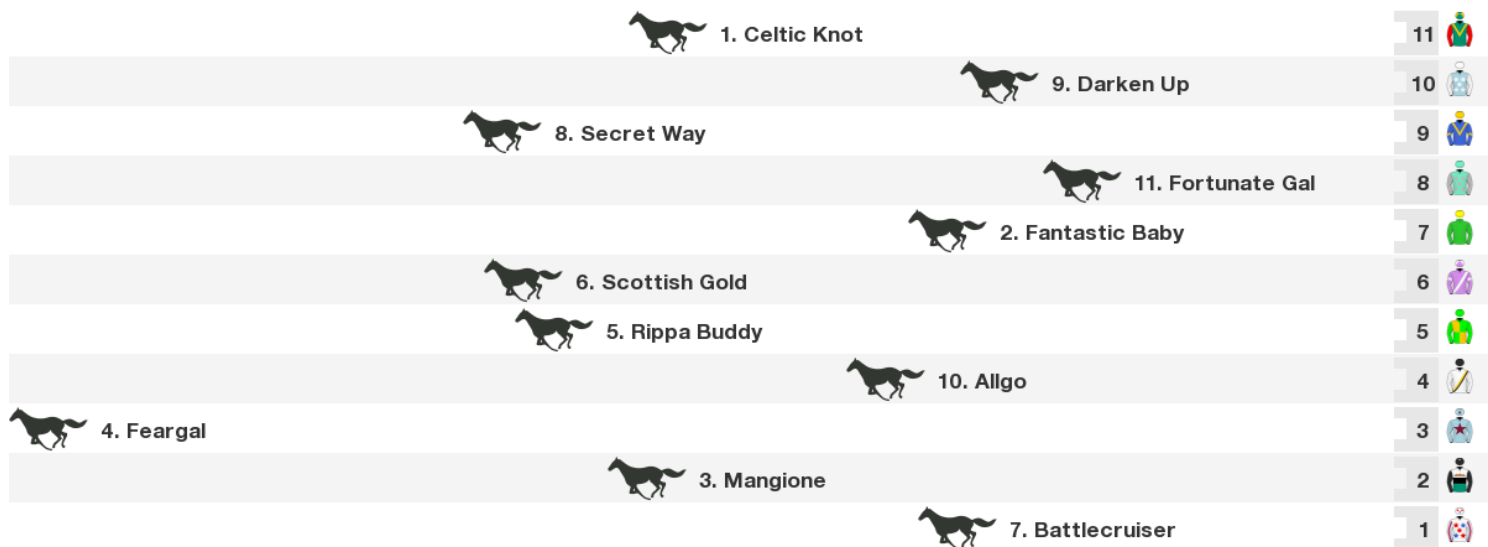 1. Celtic Knot 11
9. Darken Up 10
8. Secret Way 9
11. Fortunate Gal 8
2. Fantastic Baby 7
6. Scottish Gold 6
5. Rippa Buddy 5
10. Allgo 4
4. Feargal 3
3. Mangione 2
7. Battlecruiser 1